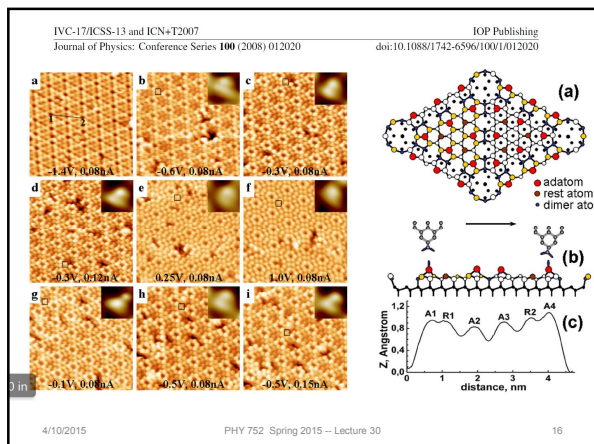 IVC-17/ICSS-13 and ICN+T2007 IOP Publishing
Journal of Physics: Conference Series 100 (2008) 012020 doi:10.1088/1742-6596/100/1/012020
a b c
1 2
-1.4V, 0.08nA -0.6V, 0.08nA -0.3V, 0.08nA
d e f
-0.3V, 0.12nA 0.25V, 0.08nA 1.0V, 0.08nA
g h i
-0.1V, 0.08nA -0.5V, 0.08nA -0.5V, 0.15nA
0 in
(a)
adatom
rest atom
dimer ato
(b)
(c)
A1 R1 A2 A3 R2 A4
Z, Angstrom
1,2
0,8
0,4
0,0
0 1 2 3 4
distance, nm
4/10/2015 PHY 752 Spring 2015 -- Lecture 30 16